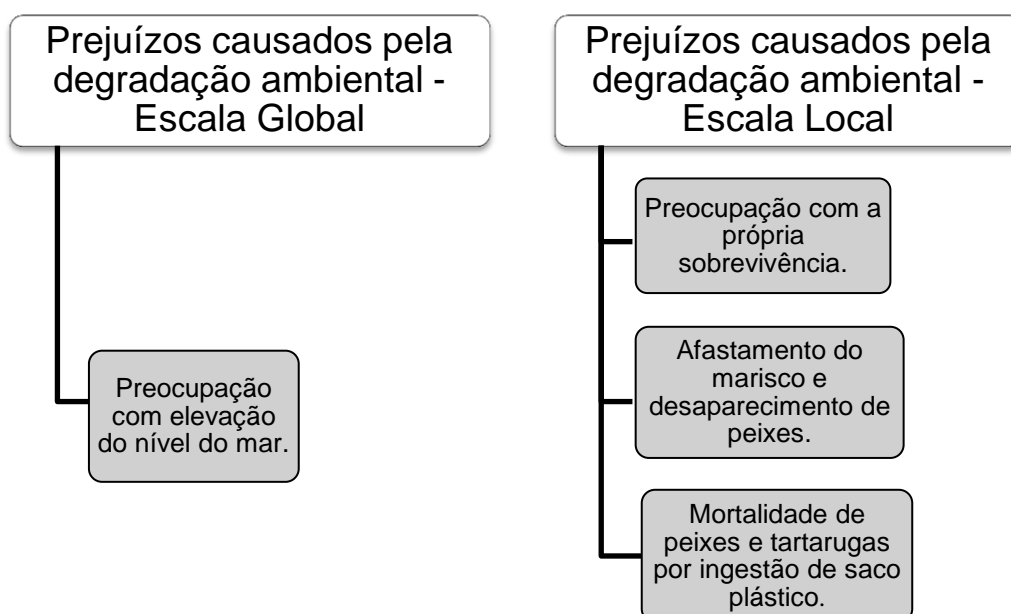 Prejuízos causados pela
degradação ambiental -
Escala Global
Preocupação
com elevação
do nível do mar.
Prejuízos causados pela
degradação ambiental -
Escala Local
Preocupação com a
própria
sobrevivência.
Afastamento do
marisco e
desaparecimento de
peixes.
Mortalidade de
peixes e tartarugas
por ingestão de saco
plástico.